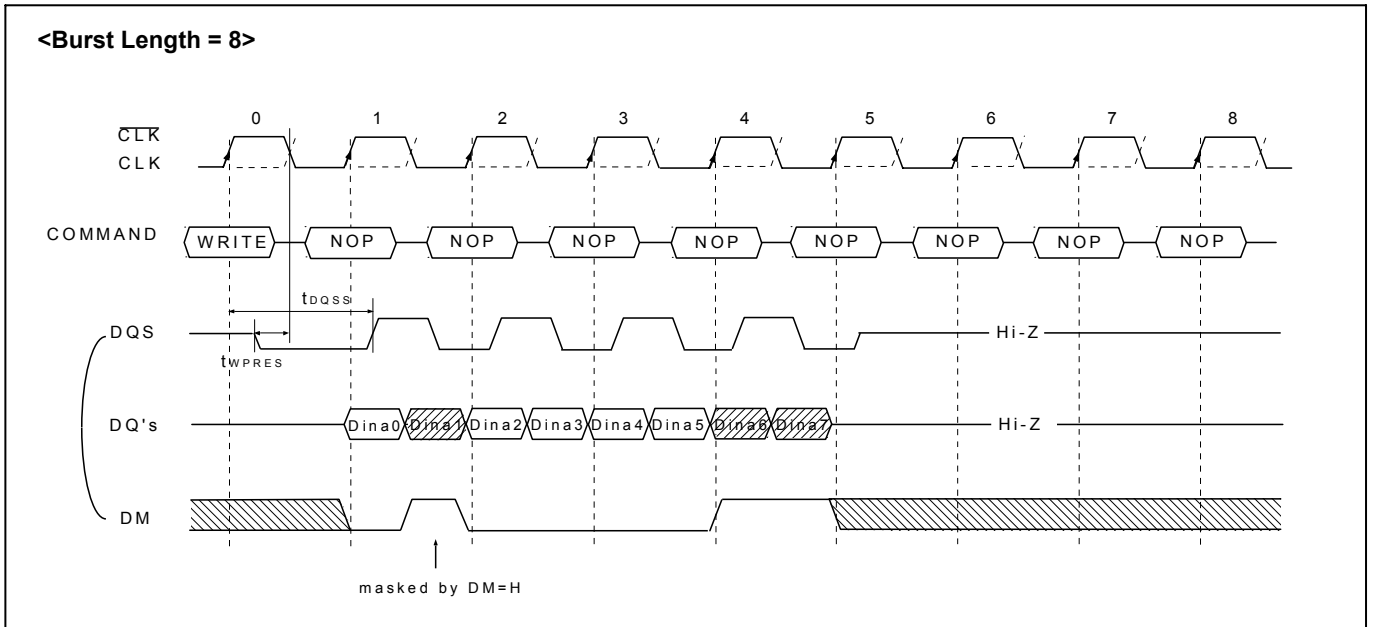 <Burst Length = 8>
0 1 2 3 4 5 6 7 8
CLK
CLK
COMMAND WRITE NOP NOP NOP NOP NOP NOP NOP NOP
tDQSS
DQS Hi-Z
tWPRES
DQ's Dina0 Dina1 Dina2 Dina3 Dina4 Dina5 Dina6 Dina7 Hi-Z
DM
masked by DM=H